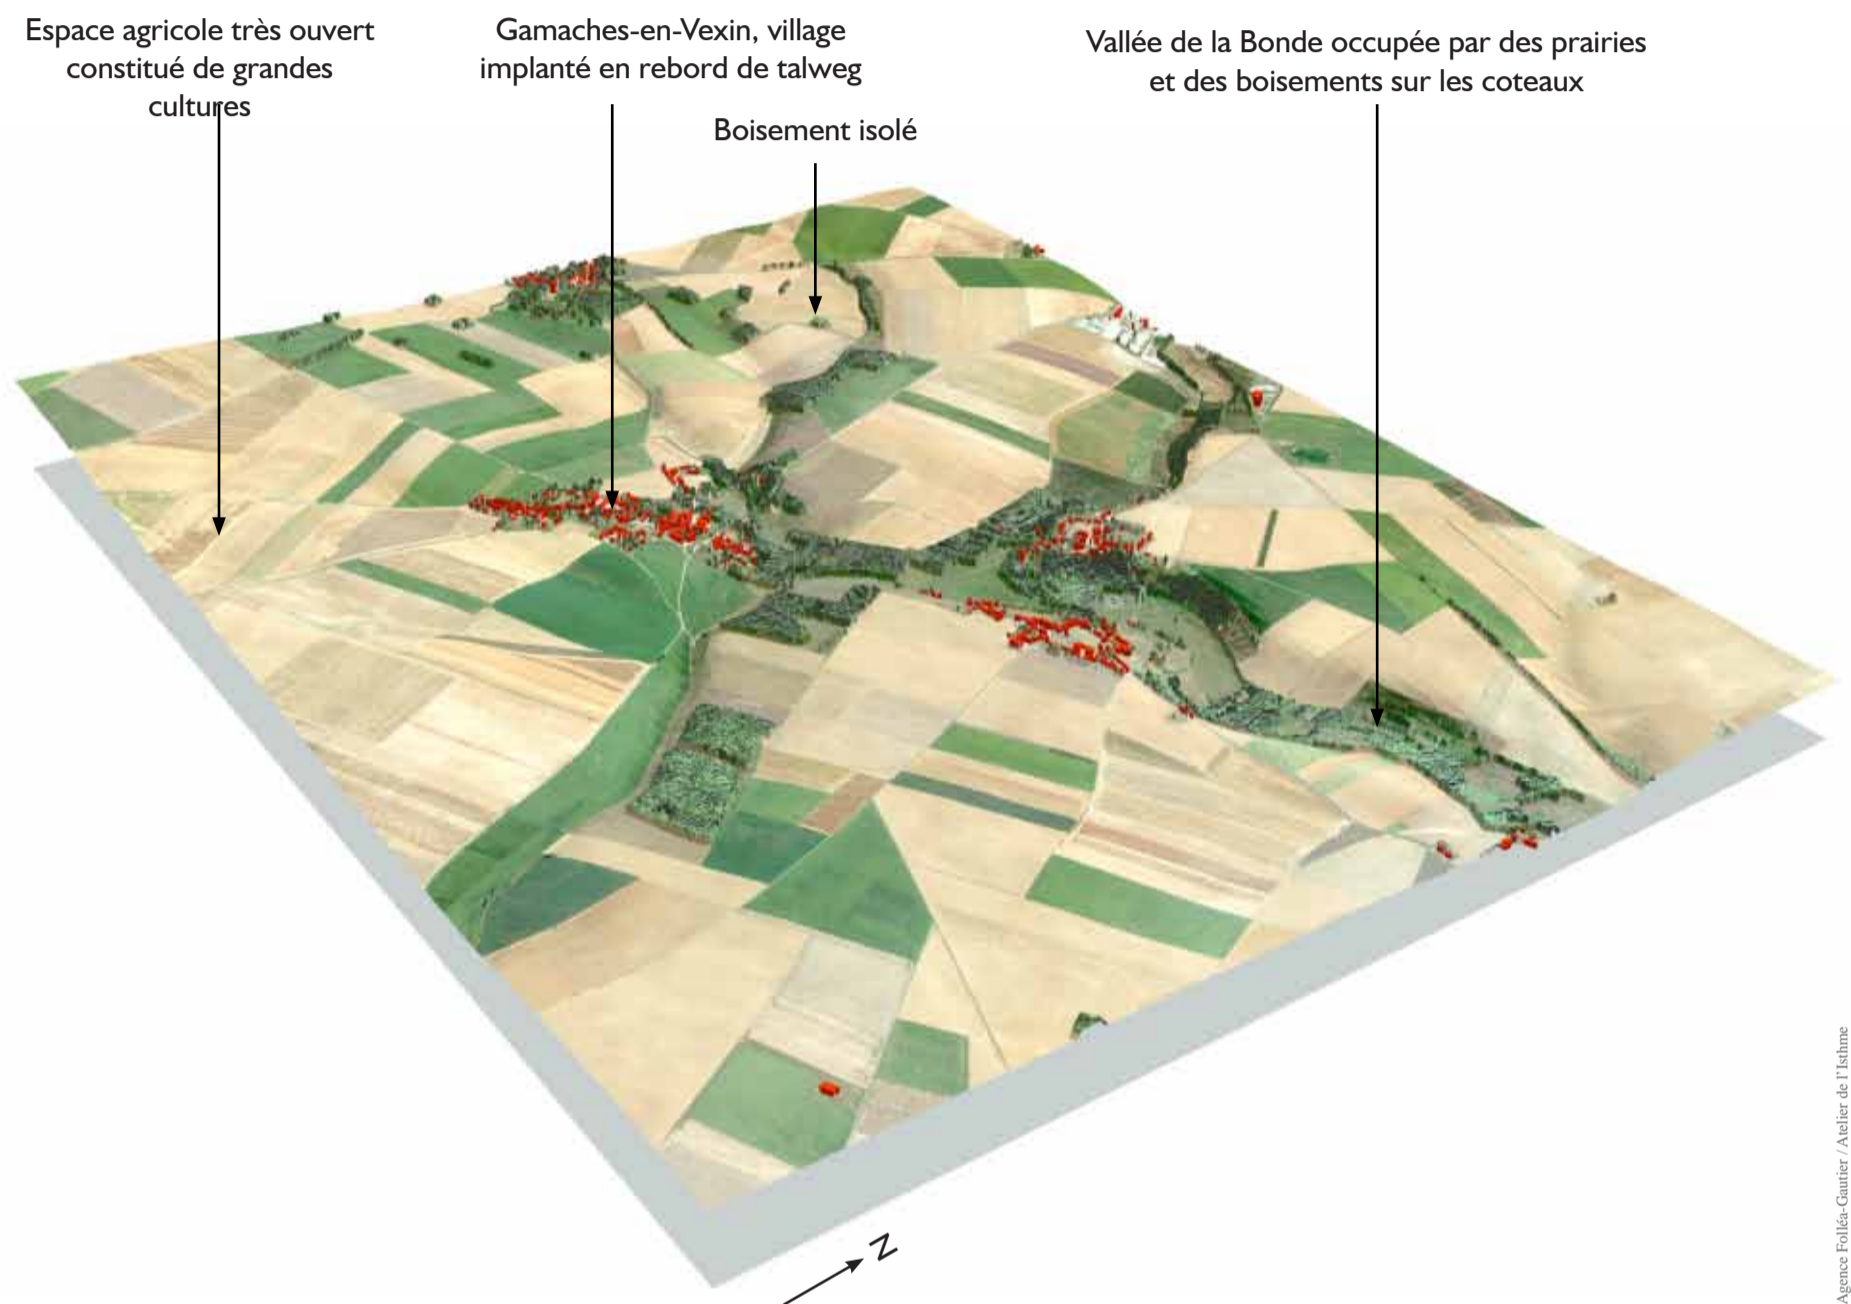 Espace agricole très ouvert
constitué de grandes
cultures
Gamaches-en-Vexin, village
implanté en rebord de talweg
Boisement isolé
Vallée de la Bonde occupée par des prairies
et des boisements sur les coteaux
N
Agence Folléa-Gautier / Atelier de l'Isthme